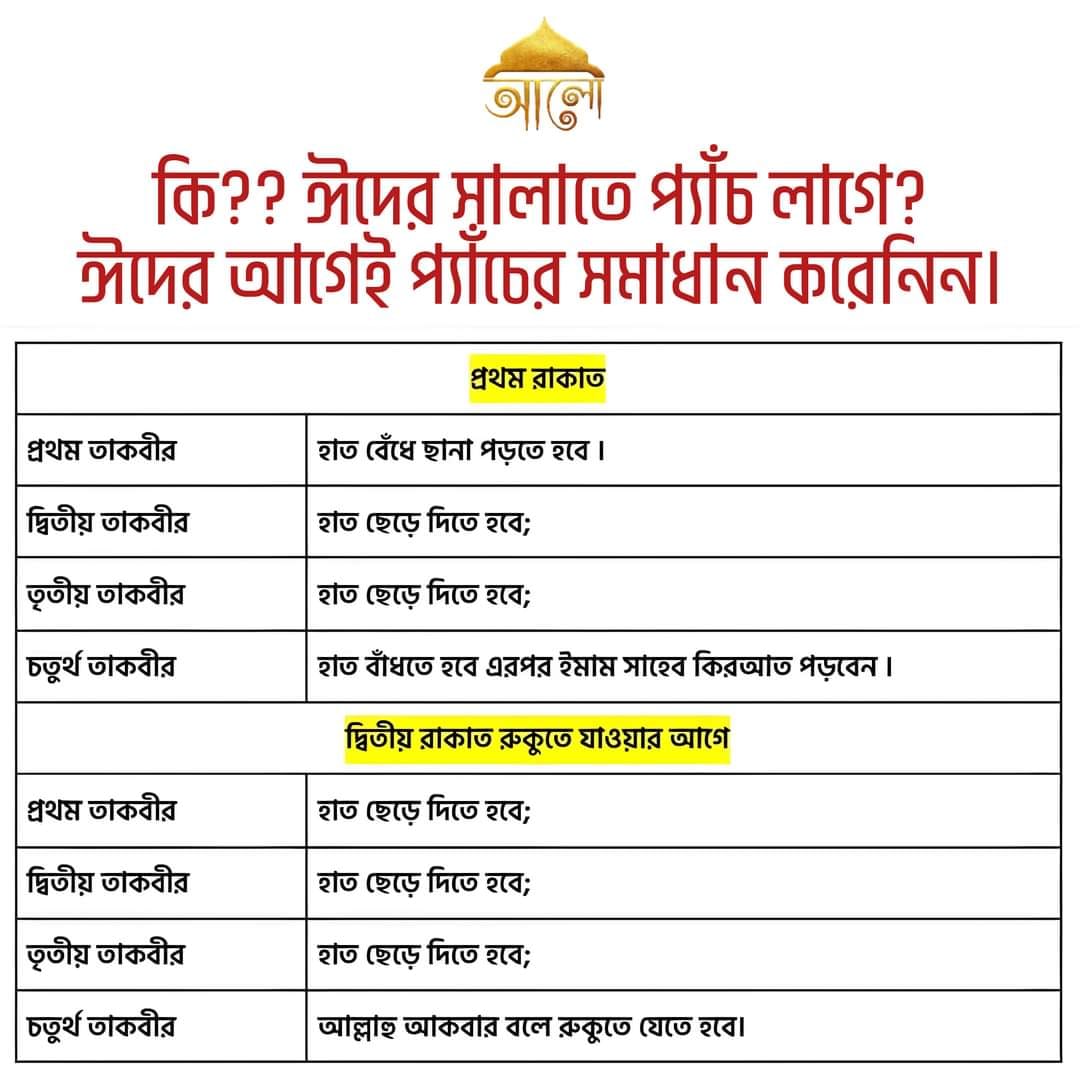 আলো
কি?? ঈদের সালাতে প্যাঁচ লাগে?
ঈদের আগেই প্যাঁচের সমাধান করেনিন।
প্রথম রাকাত
প্রথম তাকবীর হাত বেঁধে ছানা পড়তে হবে ।
দ্বিতীয় তাকবীর হাত ছেড়ে দিতে হবে;
তৃতীয় তাকবীর হাত ছেড়ে দিতে হবে;
চতুর্থ তাকবীর হাত বাঁধতে হবে এরপর ইমাম সাহেব কিরআত পড়বেন ।
দ্বিতীয় রাকাত রুকুতে যাওয়ার আগে
প্রথম তাকবীর হাত ছেড়ে দিতে হবে;
দ্বিতীয় তাকবীর হাত ছেড়ে দিতে হবে;
তৃতীয় তাকবীর হাত ছেড়ে দিতে হবে;
চতুর্থ তাকবীর আল্লাহু আকবার বলে রুকুতে যেতে হবে।